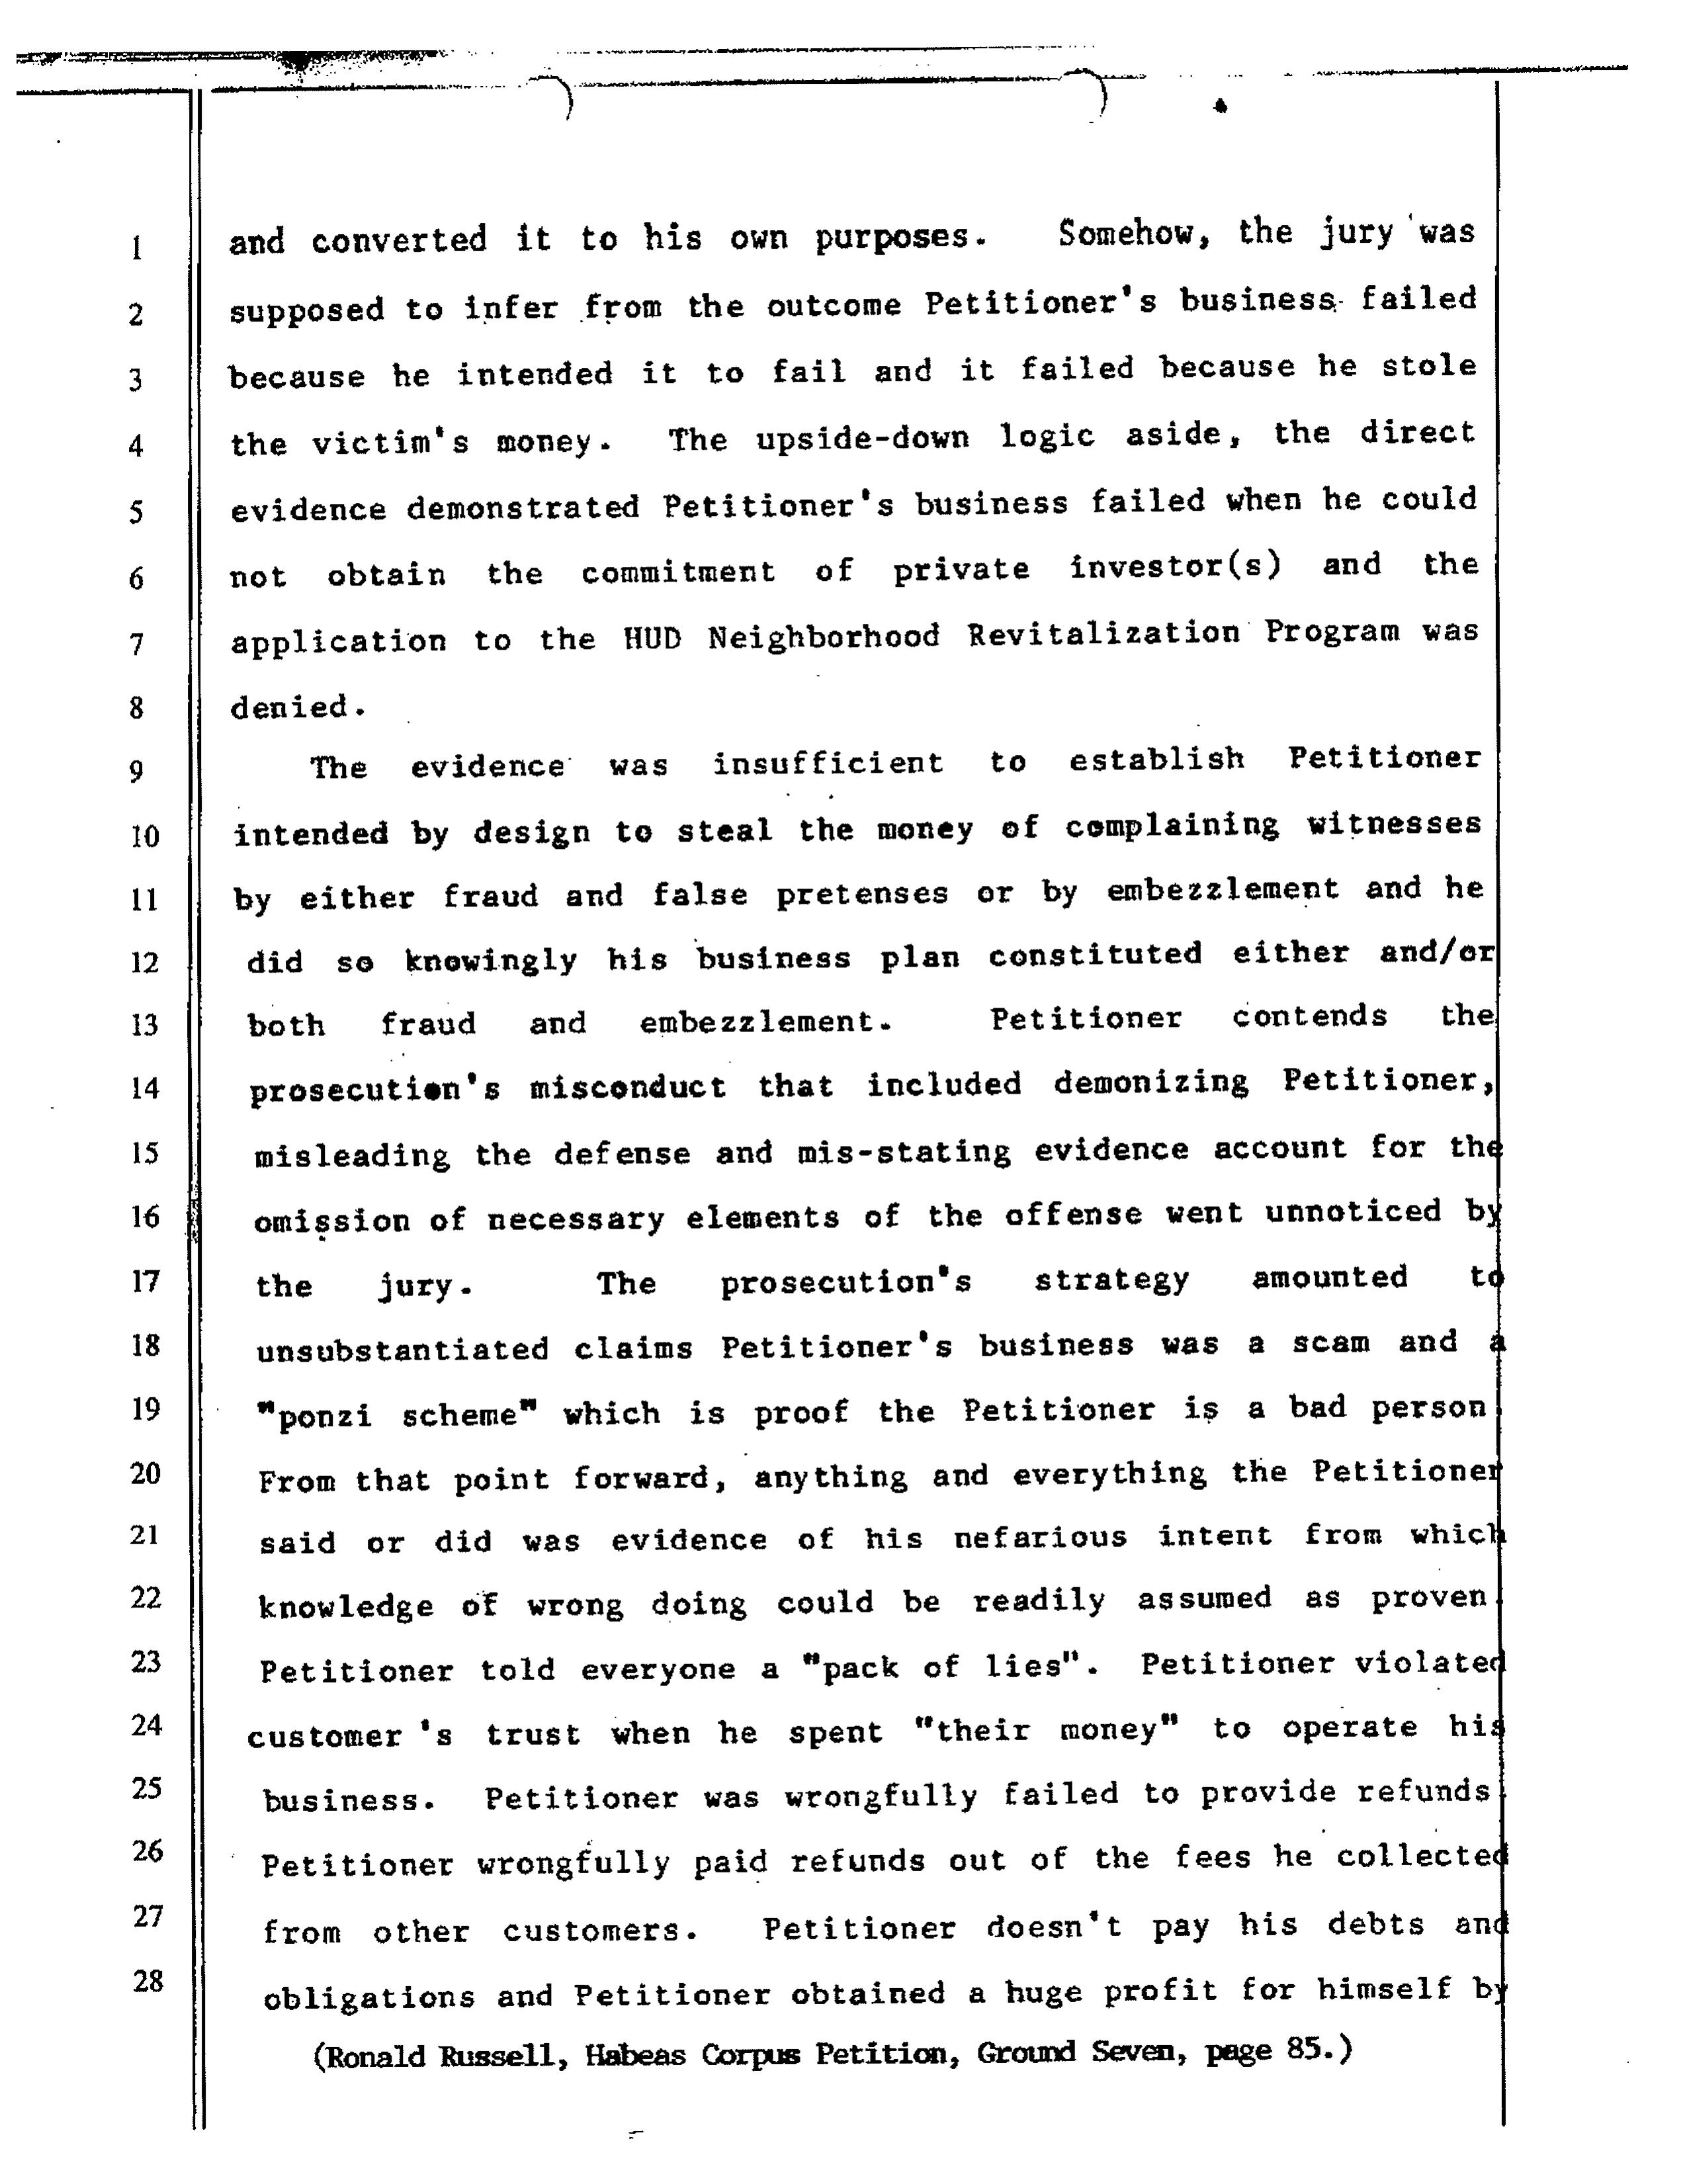 1 and converted it to his own purposes. Somehow, the jury was
2 supposed to infer from the outcome Petitioner's business failed
3 because he intended it to fail and it failed because he stole
4 the victim's money. The upside-down logic aside, the direct
5 evidence demonstrated Petitioner's business failed when he could
6 not obtain the commitment of private investor(s) and the
7 application to the HUD Neighborhood Revitalization Program was
8 denied.
9 The evidence was insufficient to establish Petitioner
10 intended by design to steal the money of complaining witnesses
11 by either fraud and false pretenses or by embezzlement and he
12 did so knowingly his business plan constituted either and/or
13 both fraud and embezzlement. Petitioner contends the
14 prosecution's misconduct that included demonizing Petitioner,
15 misleading the defense and mis-stating evidence account for the
16 omission of necessary elements of the offense went unnoticed by
17 the jury. The prosecution's strategy amounted to
18 unsubstantiated claims Petitioner's business was a scam and a
19 "ponzi scheme" which is proof the Petitioner is a bad person
20 From that point forward, anything and everything the Petitioner
21 said or did was evidence of his nefarious intent from which
22 knowledge of wrong doing could be readily assumed as proven
23 Petitioner told everyone a "pack of lies". Petitioner violated
24 customer 's trust when he spent "their money" to operate his
25 business. Petitioner was wrongfully failed to provide refunds
26 Petitioner wrongfully paid refunds out of the fees he collected
27 from other customers. Petitioner doesn't pay his debts and
28 obligations and Petitioner obtained a huge profit for himself by
(Ronald Russell, Habeas Corpus Petition, Ground Seven, page 85.)